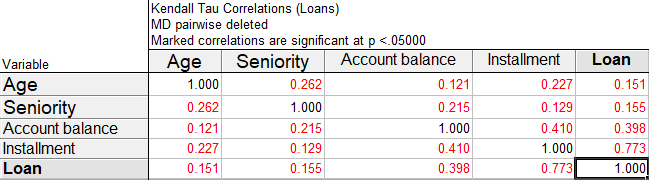 Kendall Tau Correlations (Loans)
MD pairwise deleted
Marked correlations are significant at p <.05000
Variable Age Seniority Account balance Installment Loan
Age 1.000 0.262 0.121 0.227 0.151
Seniority 0.262 1.000 0.215 0.129 0.155
Account balance 0.121 0.215 1.000 0.410 0.398
Installment 0.227 0.129 0.410 1.000 0.773
Loan 0.151 0.155 0.398 0.773 1.000